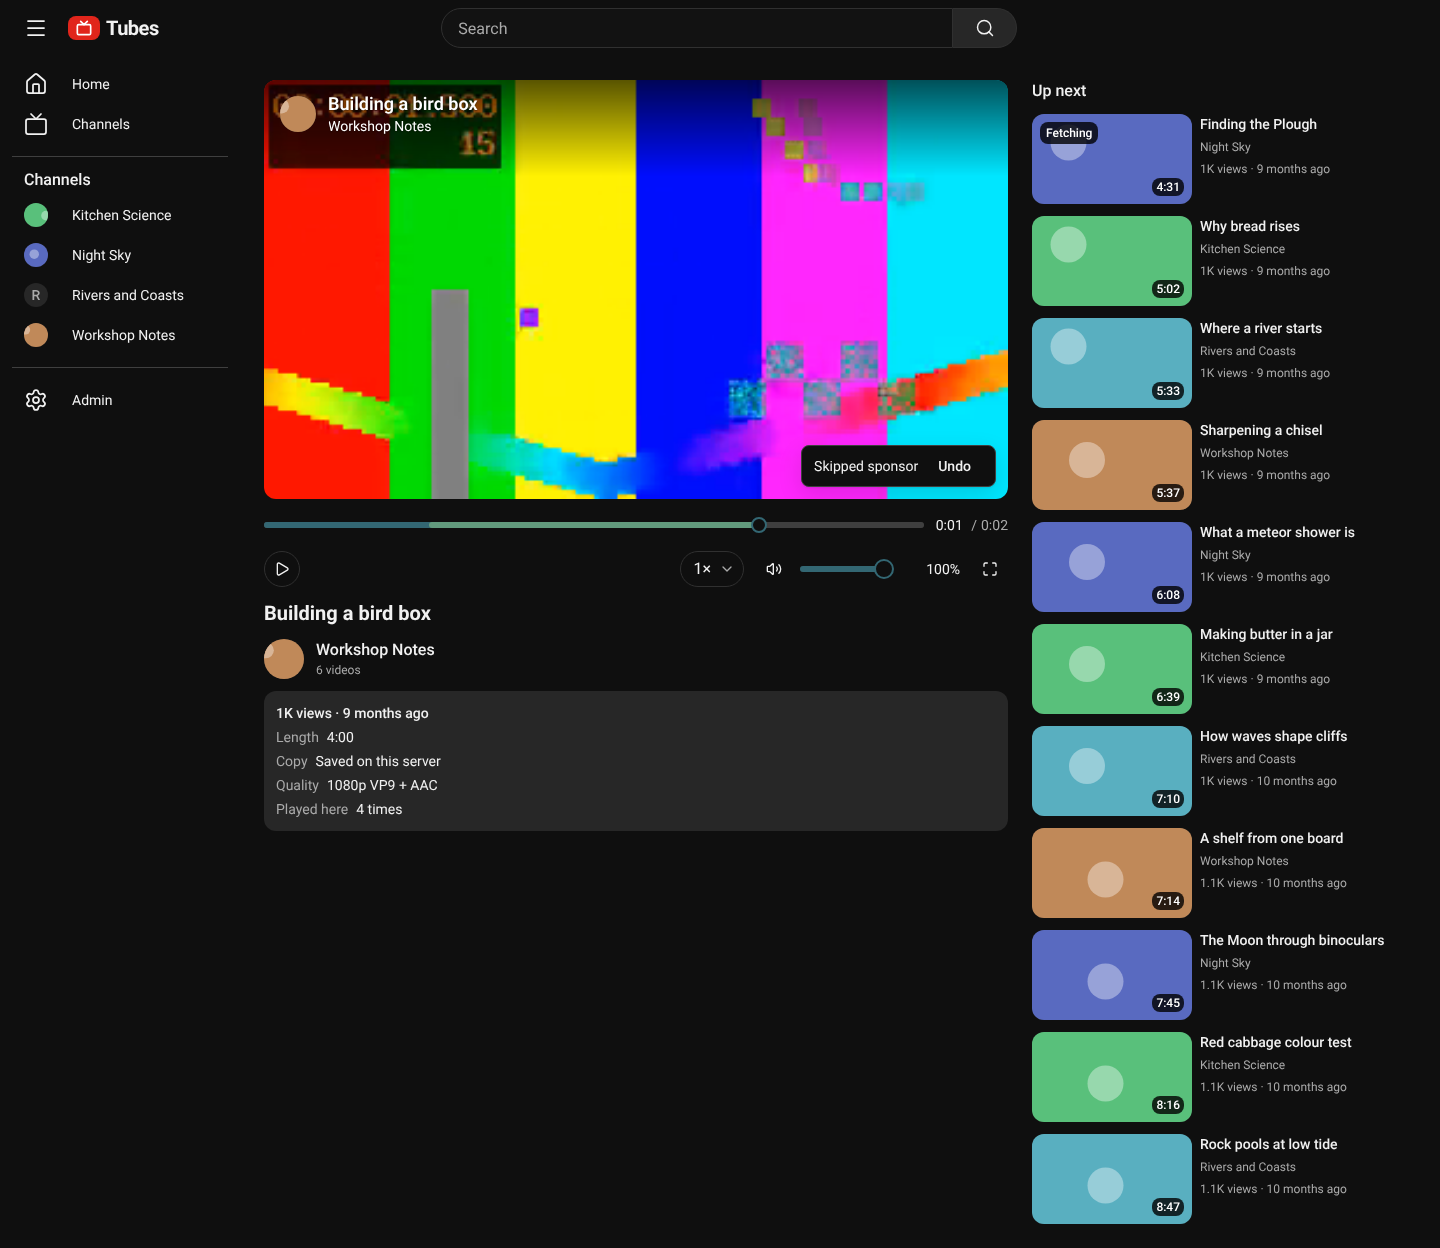 Tubes
Search
Home
Channels
Channels
Kitchen Science
Night Sky
R
Rivers and Coasts
Workshop Notes
Admin
Building a bird box
Workshop Notes
45
Skipped sponsor Undo
0:01 / 0:02
1× 100%
Building a bird box
Workshop Notes
6 videos
1K views · 9 months ago
Length 4:00
Copy Saved on this server
Quality 1080p VP9 + AAC
Played here 4 times
Up next
Fetching
4:31
Finding the Plough
Night Sky
1K views · 9 months ago
5:02
Why bread rises
Kitchen Science
1K views · 9 months ago
5:33
Where a river starts
Rivers and Coasts
1K views · 9 months ago
5:37
Sharpening a chisel
Workshop Notes
1K views · 9 months ago
6:08
What a meteor shower is
Night Sky
1K views · 9 months ago
6:39
Making butter in a jar
Kitchen Science
1K views · 9 months ago
7:10
How waves shape cliffs
Rivers and Coasts
1K views · 10 months ago
7:14
A shelf from one board
Workshop Notes
1.1K views · 10 months ago
7:45
The Moon through binoculars
Night Sky
1.1K views · 10 months ago
8:16
Red cabbage colour test
Kitchen Science
1.1K views · 10 months ago
8:47
Rock pools at low tide
Rivers and Coasts
1.1K views · 10 months ago